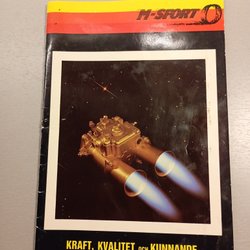 M-SPORT
KRAFT, KVALITET OCH KUNNANDE